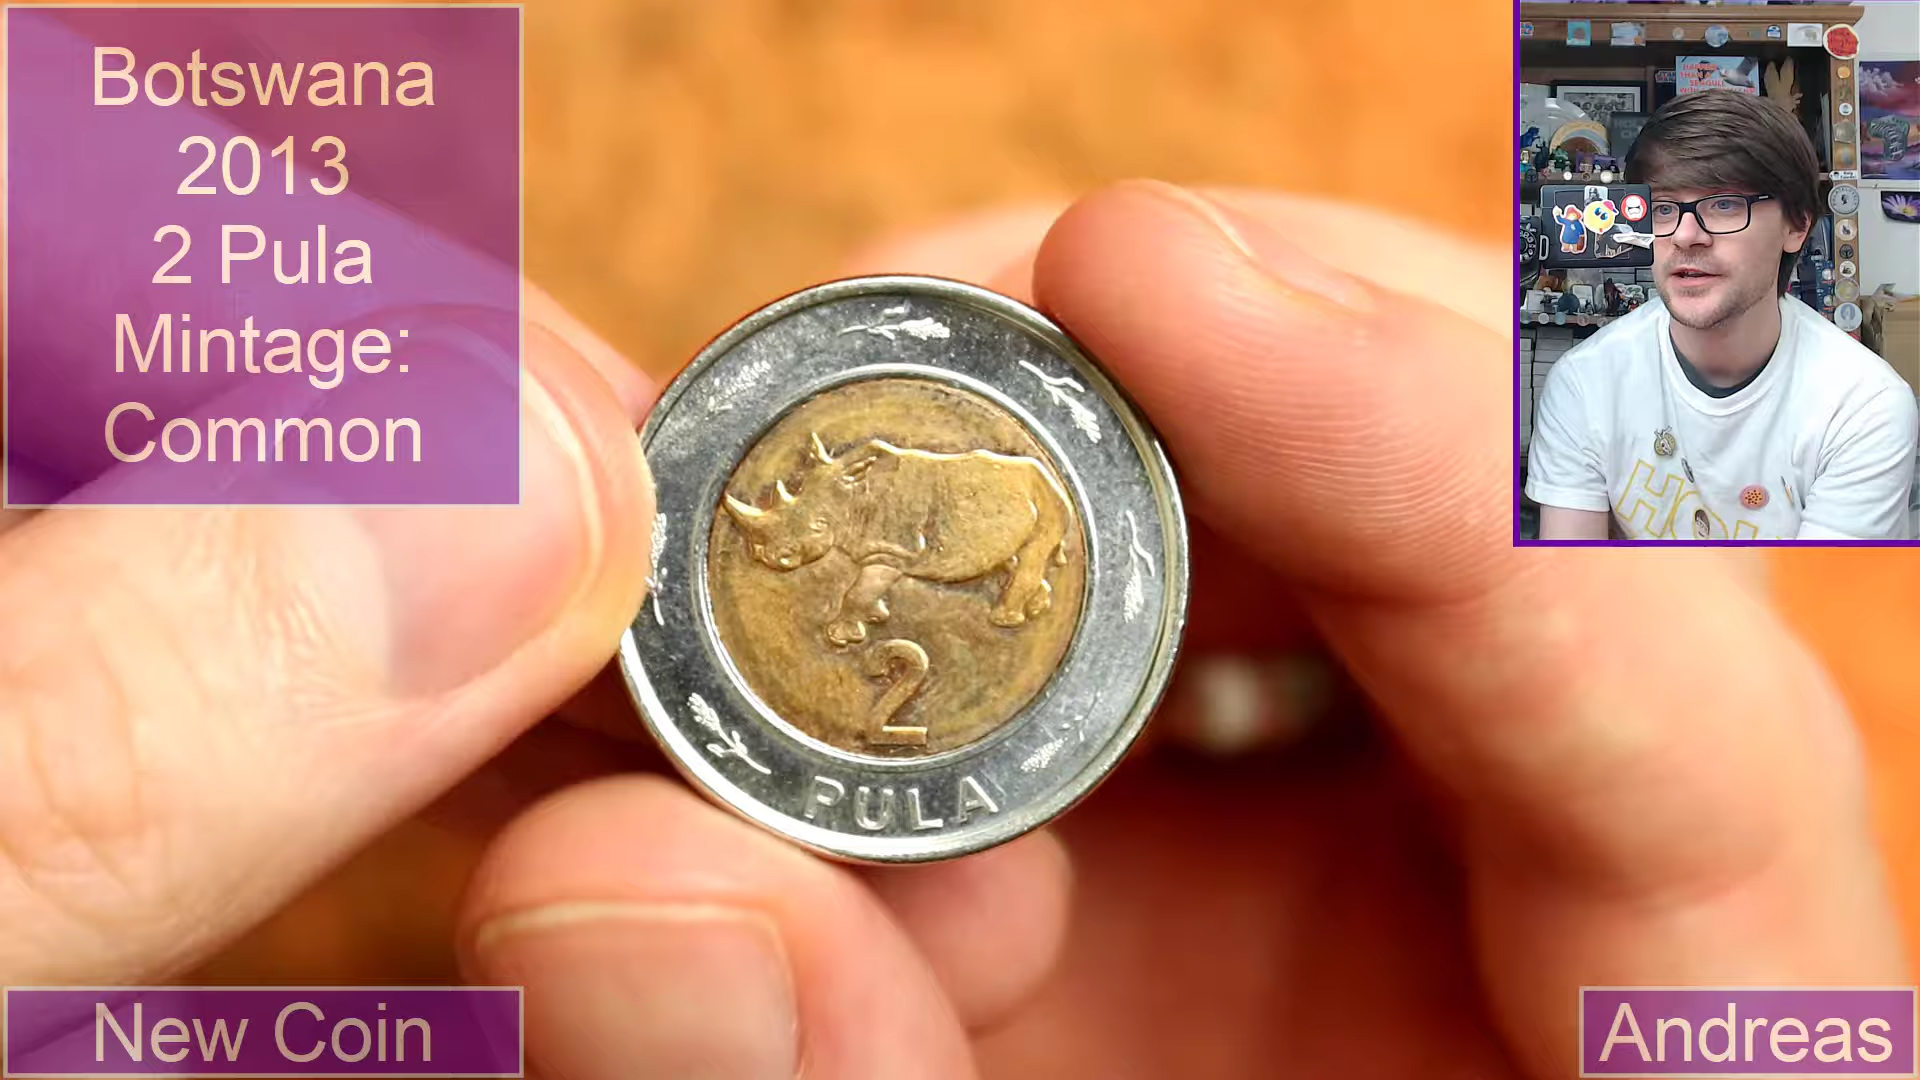 Botswana
2013
2 Pula
Mintage:
Common
2
PULA
New Coin
Andreas